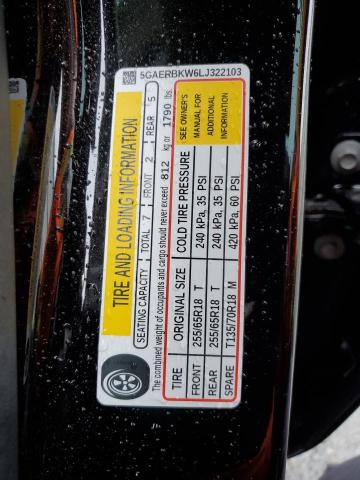 5GAERBKW6LJ322103
TIRE AND LOADING INFORMATION
SEATING CAPACITY TOTAL 7 FRONT 2 REAR 5
The combined weight of occupants and cargo should never exceed 812 kg or 1790 lbs.
TIRE ORIGINAL SIZE COLD TIRE PRESSURE
FRONT 255/65R18 T 240 kPa, 35 PSI
REAR 255/65R18 T 240 kPa, 35 PSI
SPARE T135/70R18 M 420 kPa, 60 PSI
SEE OWNER'S
MANUAL FOR
ADDITIONAL
INFORMATION